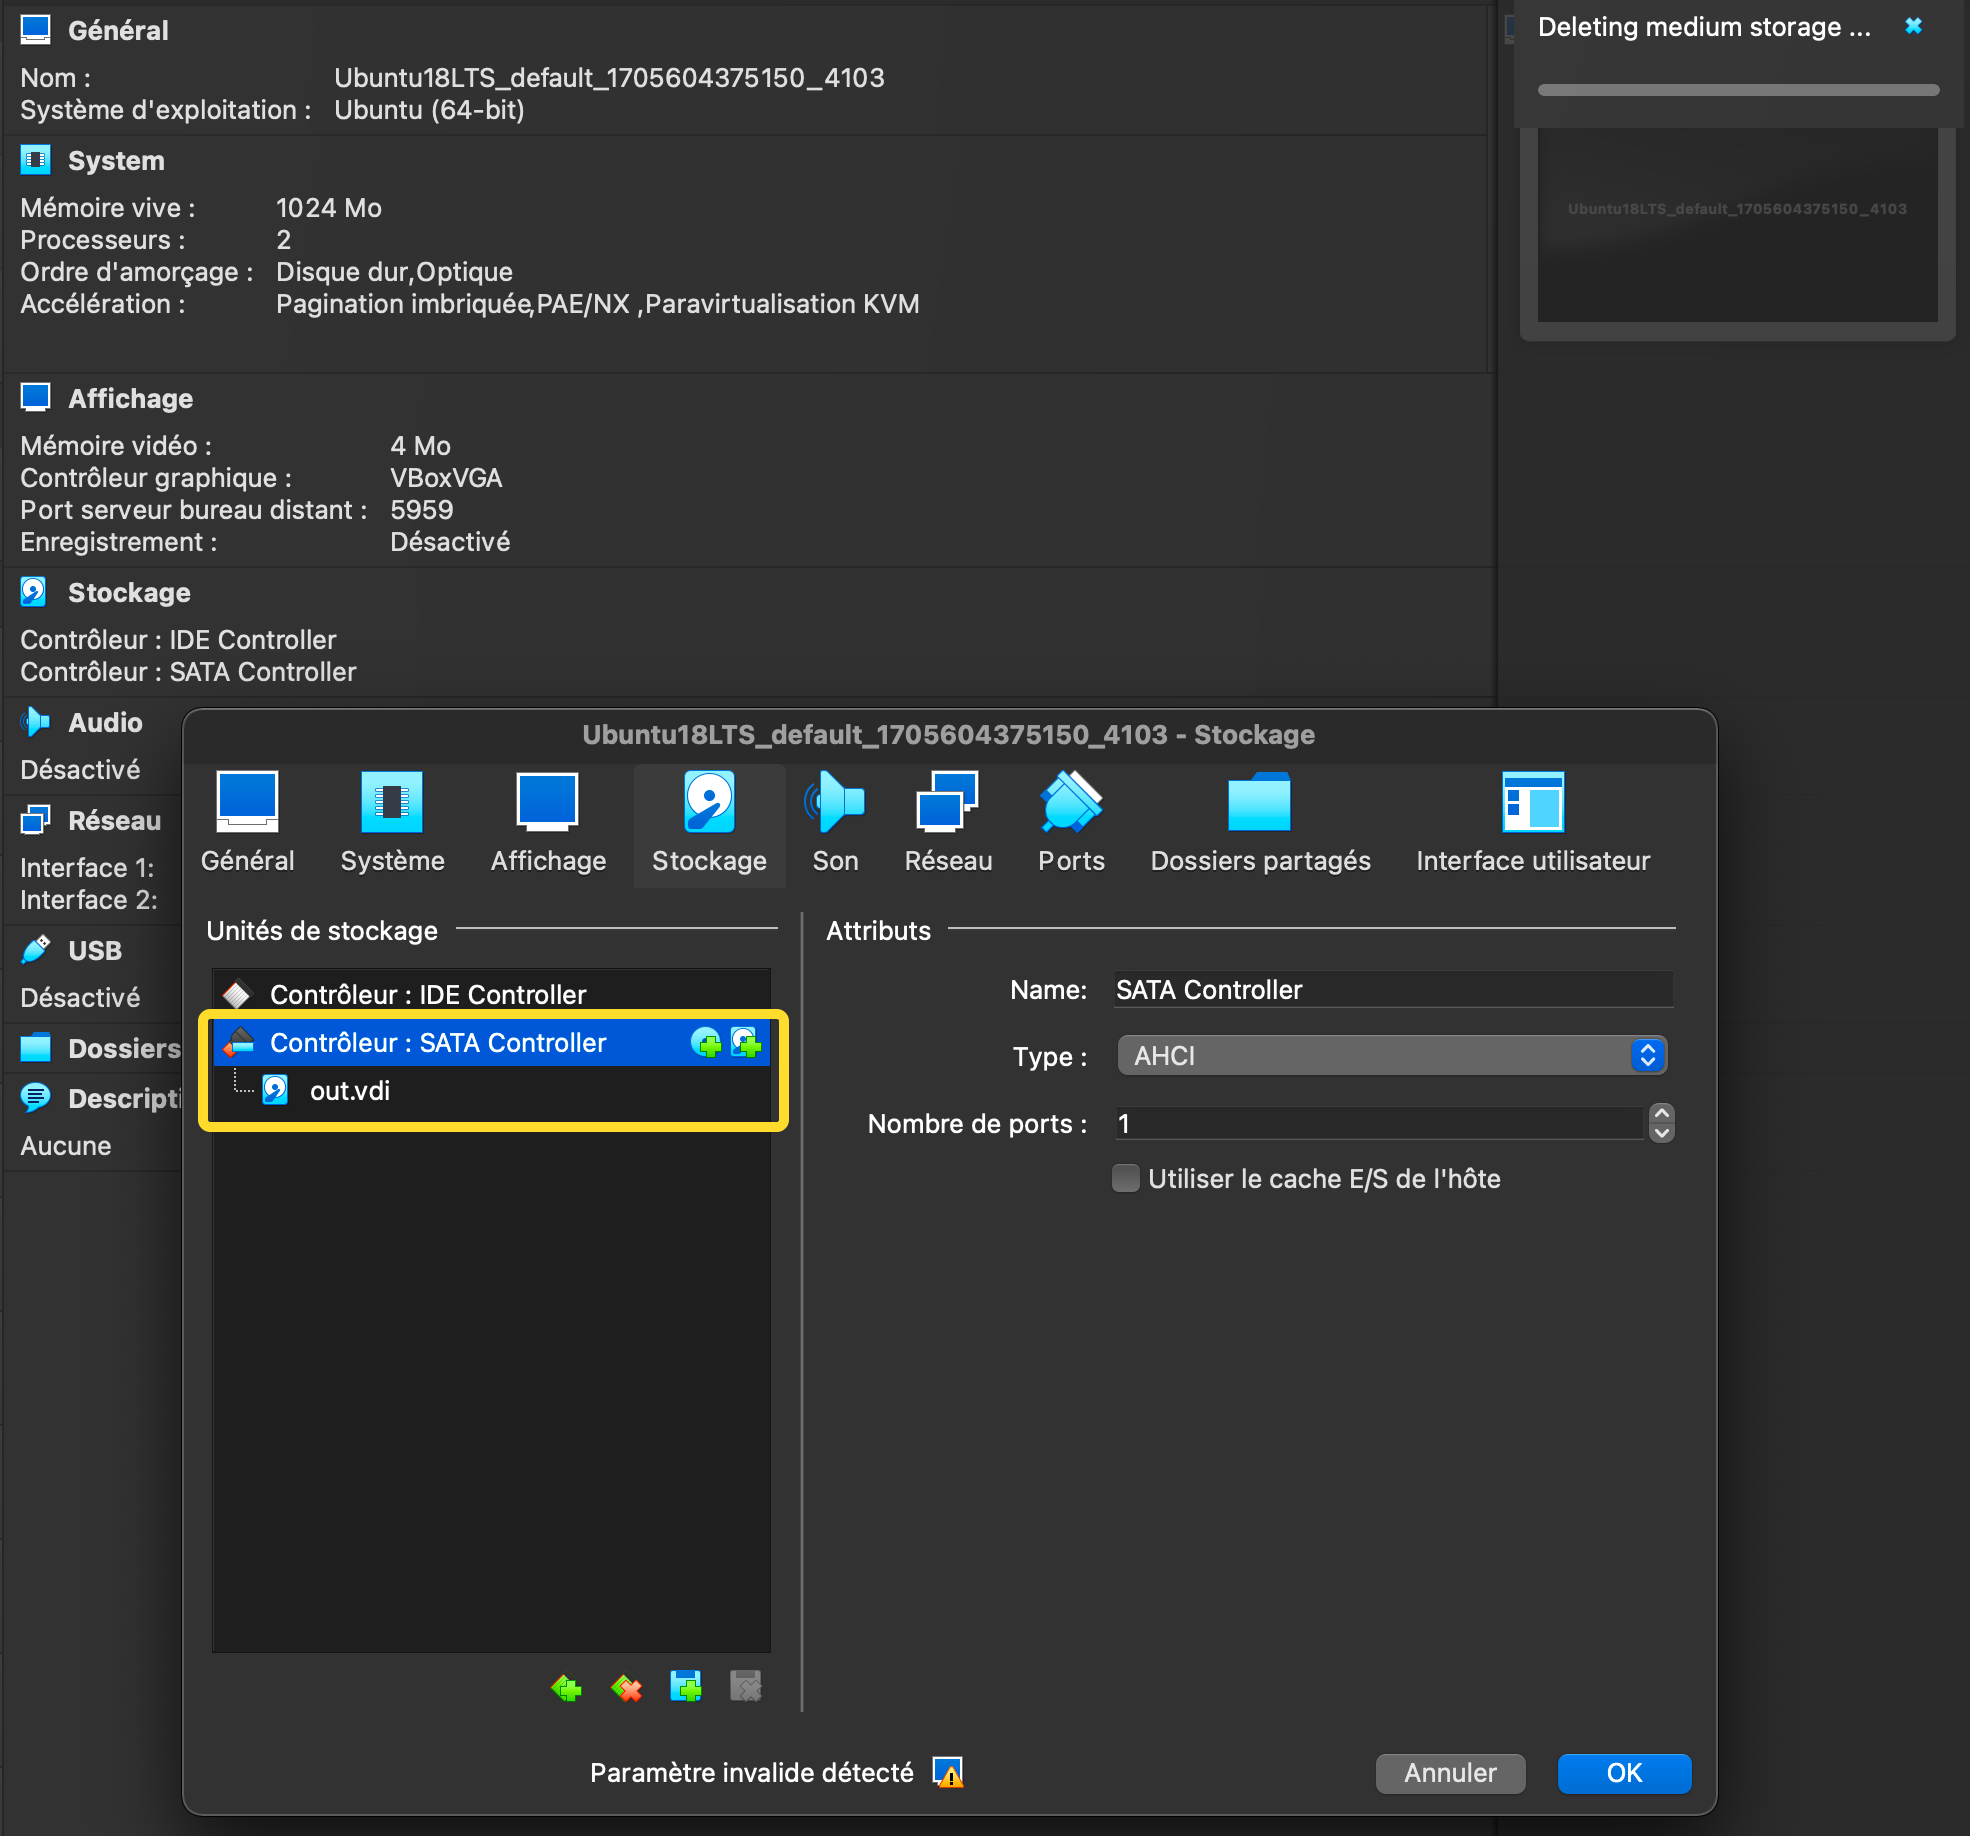 Général
Nom : Ubuntu18LTS_default_1705604375150_4103
Système d'exploitation : Ubuntu (64-bit)
System
Mémoire vive : 1024 Mo
Processeurs : 2
Ordre d'amorçage : Disque dur,Optique
Accélération : Pagination imbriquée,PAE/NX ,Paravirtualisation KVM
Affichage
Mémoire vidéo : 4 Mo
Contrôleur graphique : VBoxVGA
Port serveur bureau distant : 5959
Enregistrement : Désactivé
Stockage
Contrôleur : IDE Controller
Contrôleur : SATA Controller
Audio
Désactivé
Réseau
Interface 1:
Interface 2:
USB
Désactivé
Dossiers
Descripti
Aucune
Deleting medium storage ...
Ubuntu18LTS_default_1705604375150_4103
Ubuntu18LTS_default_1705604375150_4103 - Stockage
Général Système Affichage Stockage Son Réseau Ports Dossiers partagés Interface utilisateur
Unités de stockage
Contrôleur : IDE Controller
Contrôleur : SATA Controller
out.vdi
Attributs
Name: SATA Controller
Type : AHCI
Nombre de ports : 1
Utiliser le cache E/S de l'hôte
Paramètre invalide détecté
Annuler OK